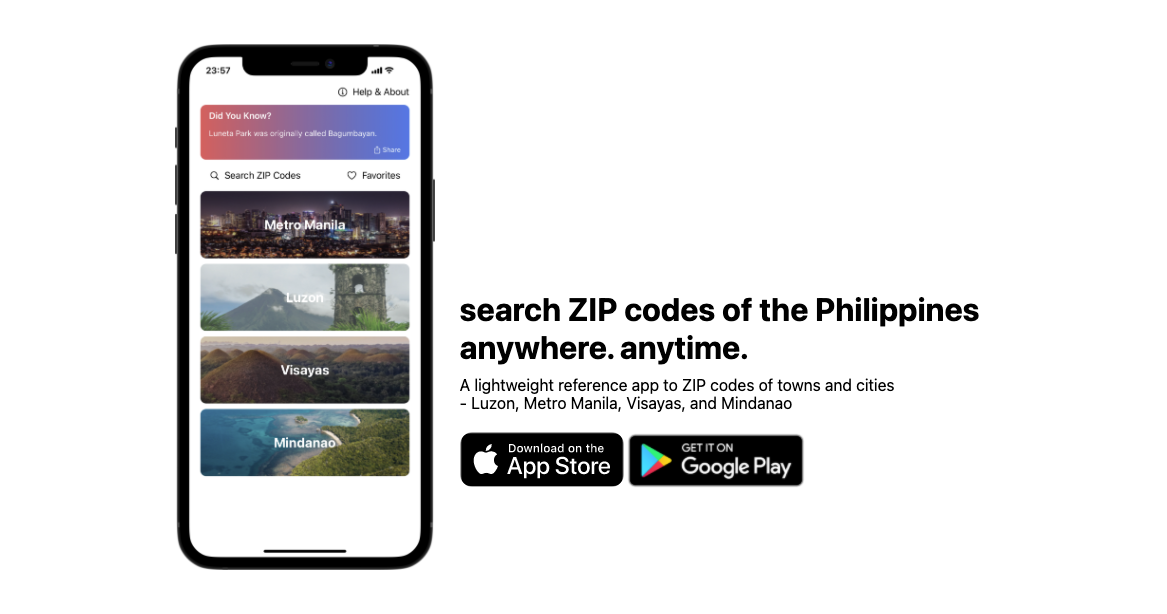 23:57
Help & About
Did You Know?
Luneta Park was originally called Bagumbayan.
Share
Search ZIP Codes
Favorites
Metro Manila
Luzon
Visayas
Mindanao
search ZIP codes of the Philippines
anywhere. anytime.
A lightweight reference app to ZIP codes of towns and cities
- Luzon, Metro Manila, Visayas, and Mindanao
Download on the
App Store
GET IT ON
Google Play